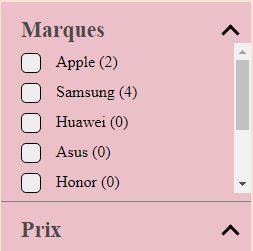 Marques
Apple (2)
Samsung (4)
Huawei (0)
Asus (0)
Honor (0)
Prix